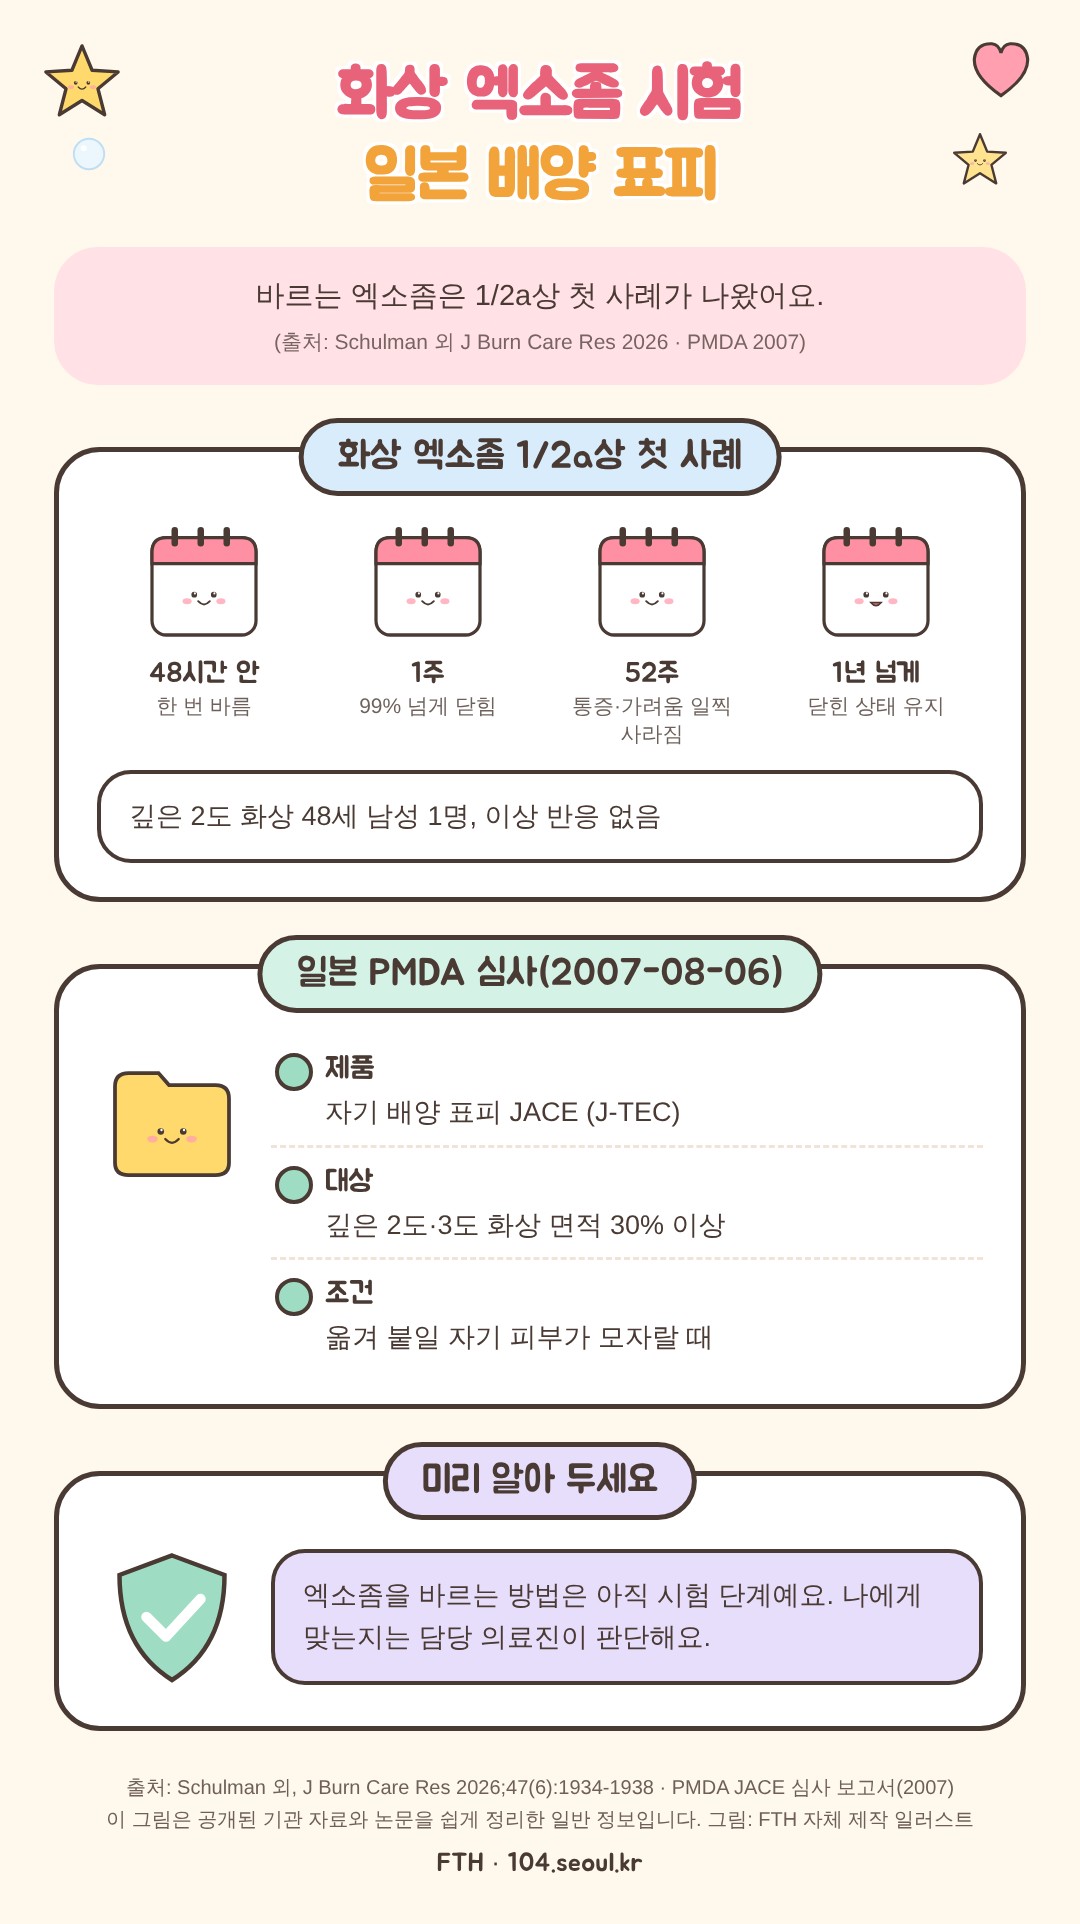 화상 엑소좀 시험
일본 배양 표피
바르는 엑소좀은 1/2a상 첫 사례가 나왔어요.
(출처: Schulman 외 J Burn Care Res 2026 · PMDA 2007)
화상 엑소좀 1/2a상 첫 사례
48시간 안
한 번 바름
1주
99% 넘게 닫힘
52주
통증·가려움 일찍
사라짐
1년 넘게
닫힌 상태 유지
깊은 2도 화상 48세 남성 1명, 이상 반응 없음
일본 PMDA 심사(2007-08-06)
제품
자기 배양 표피 JACE (J-TEC)
대상
깊은 2도·3도 화상 면적 30% 이상
조건
옮겨 붙일 자기 피부가 모자랄 때
미리 알아 두세요
엑소좀을 바르는 방법은 아직 시험 단계예요. 나에게
맞는지는 담당 의료진이 판단해요.
출처: Schulman 외, J Burn Care Res 2026;47(6):1934-1938 · PMDA JACE 심사 보고서(2007)
이 그림은 공개된 기관 자료와 논문을 쉽게 정리한 일반 정보입니다. 그림: FTH 자체 제작 일러스트
FTH · 104.seoul.kr